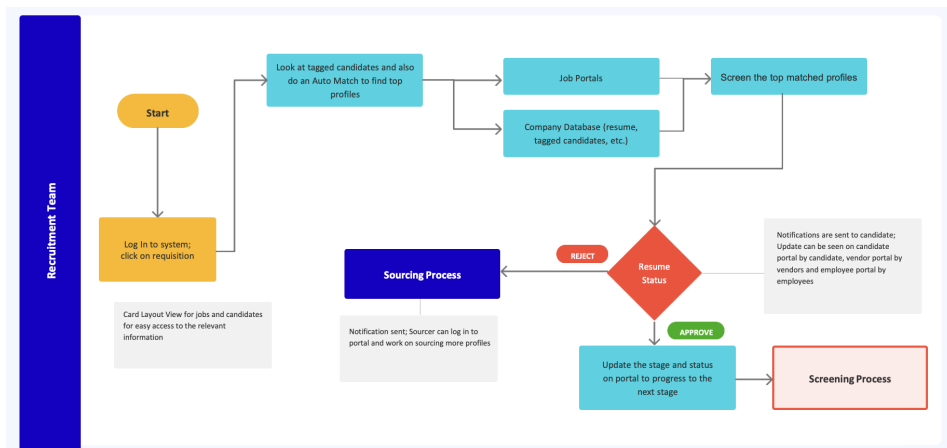 Recruitment Team
Start
Log In to system;
click on requisition
Card Layout View for jobs and candidates
for easy access to the relevant
information
Look at tagged candidates and also
do an Auto Match to find top
profiles
Job Portals
Company Database (resume,
tagged candidates, etc.)
Screen the top matched profiles
Resume
Status
Notifications are sent to candidate;
Update can be seen on candidate
portal by candidate, vendor portal by
vendors and employee portal by
employees
REJECT
Sourcing Process
Notification sent; Sourcer can log in to
portal and work on sourcing more profiles
APPROVE
Update the stage and status
on portal to progress to the
next stage
Screening Process